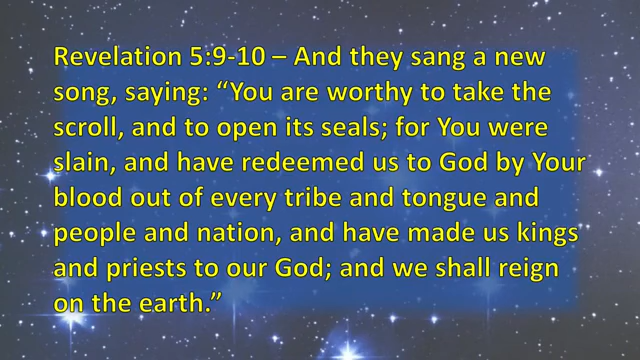 Revelation 5:9-10 – And they sang a new
song, saying: “You are worthy to take the
scroll, and to open its seals; for You were
slain, and have redeemed us to God by Your
blood out of every tribe and tongue and
people and nation, and have made us kings
and priests to our God; and we shall reign
on the earth.”